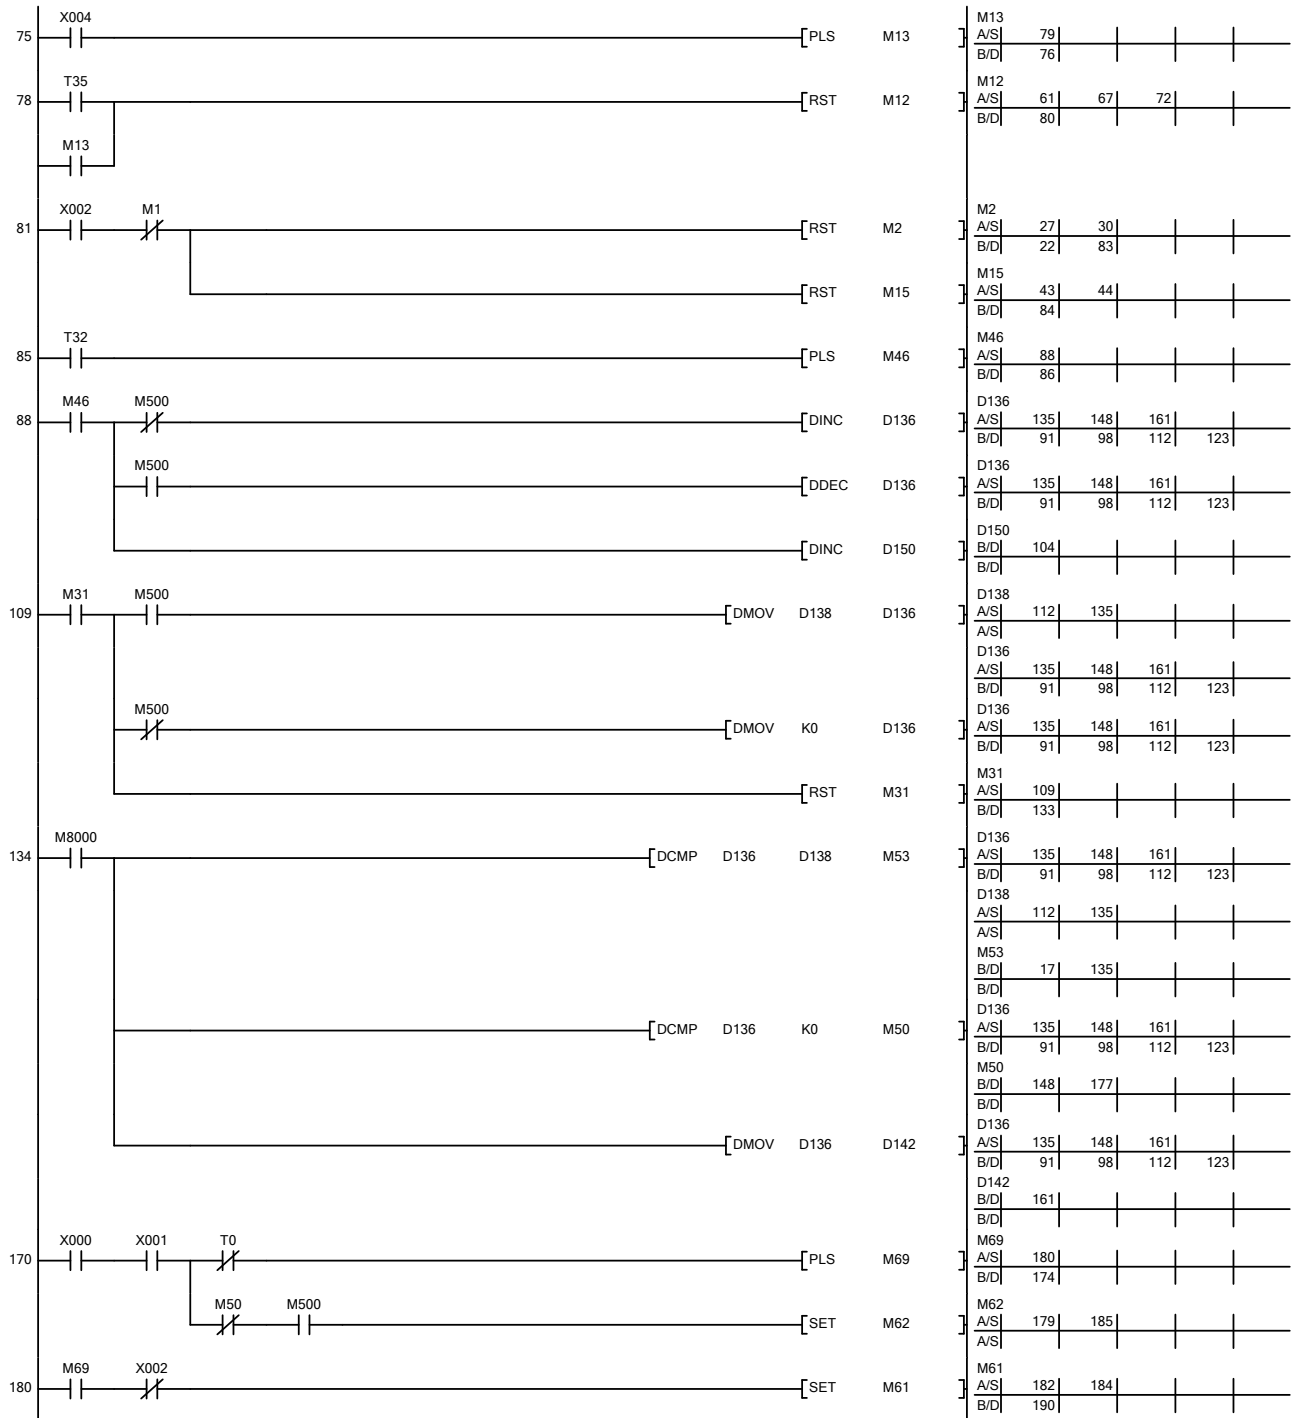 X004 M13
75 [PLS M13 ] A/S 79
B/D 76
T35 M12
78 [RST M12 ] A/S 61 67 72
B/D 80
M13
X002 M1 M2
81 [RST M2 ] A/S 27 30
B/D 22 83
M15
[RST M15 ] A/S 43 44
B/D 84
T32 M46
85 [PLS M46 ] A/S 88
B/D 86
M46 M500 D136
88 [DINC D136 ] A/S 135 148 161
B/D 91 98 112 123
M500 D136
[DDEC D136 ] A/S 135 148 161
B/D 91 98 112 123
D150
[DINC D150 ] B/D 104
B/D
M31 M500 D138
109 [DMOV D138 D136 ] A/S 112 135
A/S
D136
A/S 135 148 161
B/D 91 98 112 123
M500 D136
[DMOV K0 D136 ] A/S 135 148 161
B/D 91 98 112 123
M31
[RST M31 ] A/S 109
B/D 133
M8000 D136
134 [DCMP D136 D138 M53 ] A/S 135 148 161
B/D 91 98 112 123
D138
A/S 112 135
A/S
M53
B/D 17 135
B/D
D136
[DCMP D136 K0 M50 ] A/S 135 148 161
B/D 91 98 112 123
M50
B/D 148 177
B/D
D136
[DMOV D136 D142 ] A/S 135 148 161
B/D 91 98 112 123
D142
B/D 161
B/D
X000 X001 T0 M69
170 [PLS M69 ] A/S 180
B/D 174
M50 M500 M62
[SET M62 ] A/S 179 185
A/S
M69 X002 M61
180 [SET M61 ] A/S 182 184
B/D 190